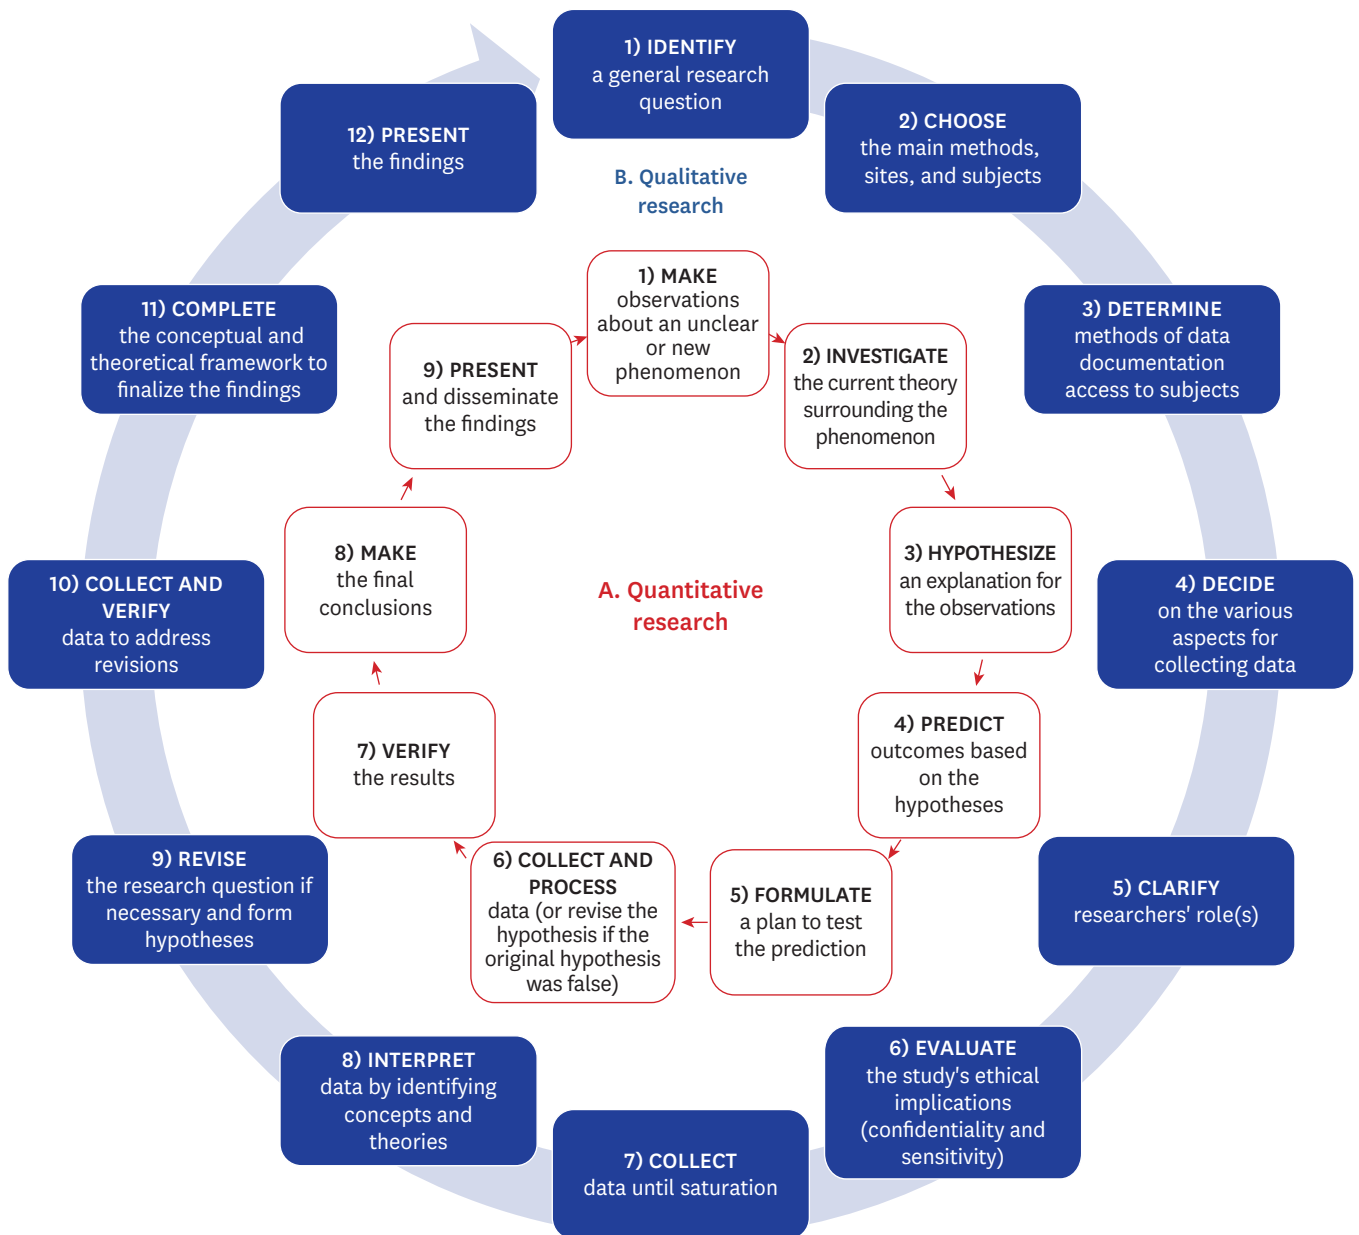 1) IDENTIFY
a general research
question
2) CHOOSE
the main methods,
sites, and subjects
3) DETERMINE
methods of data
documentation
access to subjects
4) DECIDE
on the various
aspects for
collecting data
5) CLARIFY
researchers' role(s)
6) EVALUATE
the study's ethical
implications
(confidentiality and
sensitivity)
7) COLLECT
data until saturation
8) INTERPRET
data by identifying
concepts and
theories
9) REVISE
the research question if
necessary and form
hypotheses
10) COLLECT AND
VERIFY
data to address
revisions
11) COMPLETE
the conceptual and
theoretical framework to
finalize the findings
12) PRESENT
the findings
B. Qualitative
research
1) MAKE
observations
about an unclear
or new
phenomenon
2) INVESTIGATE
the current theory
surrounding the
phenomenon
3) HYPOTHESIZE
an explanation for
the observations
4) PREDICT
outcomes based
on the
hypotheses
5) FORMULATE
a plan to test
the prediction
6) COLLECT AND
PROCESS
data (or revise the
hypothesis if the
original hypothesis
was false)
7) VERIFY
the results
8) MAKE
the final
conclusions
9) PRESENT
and disseminate
the findings
A. Quantitative
research